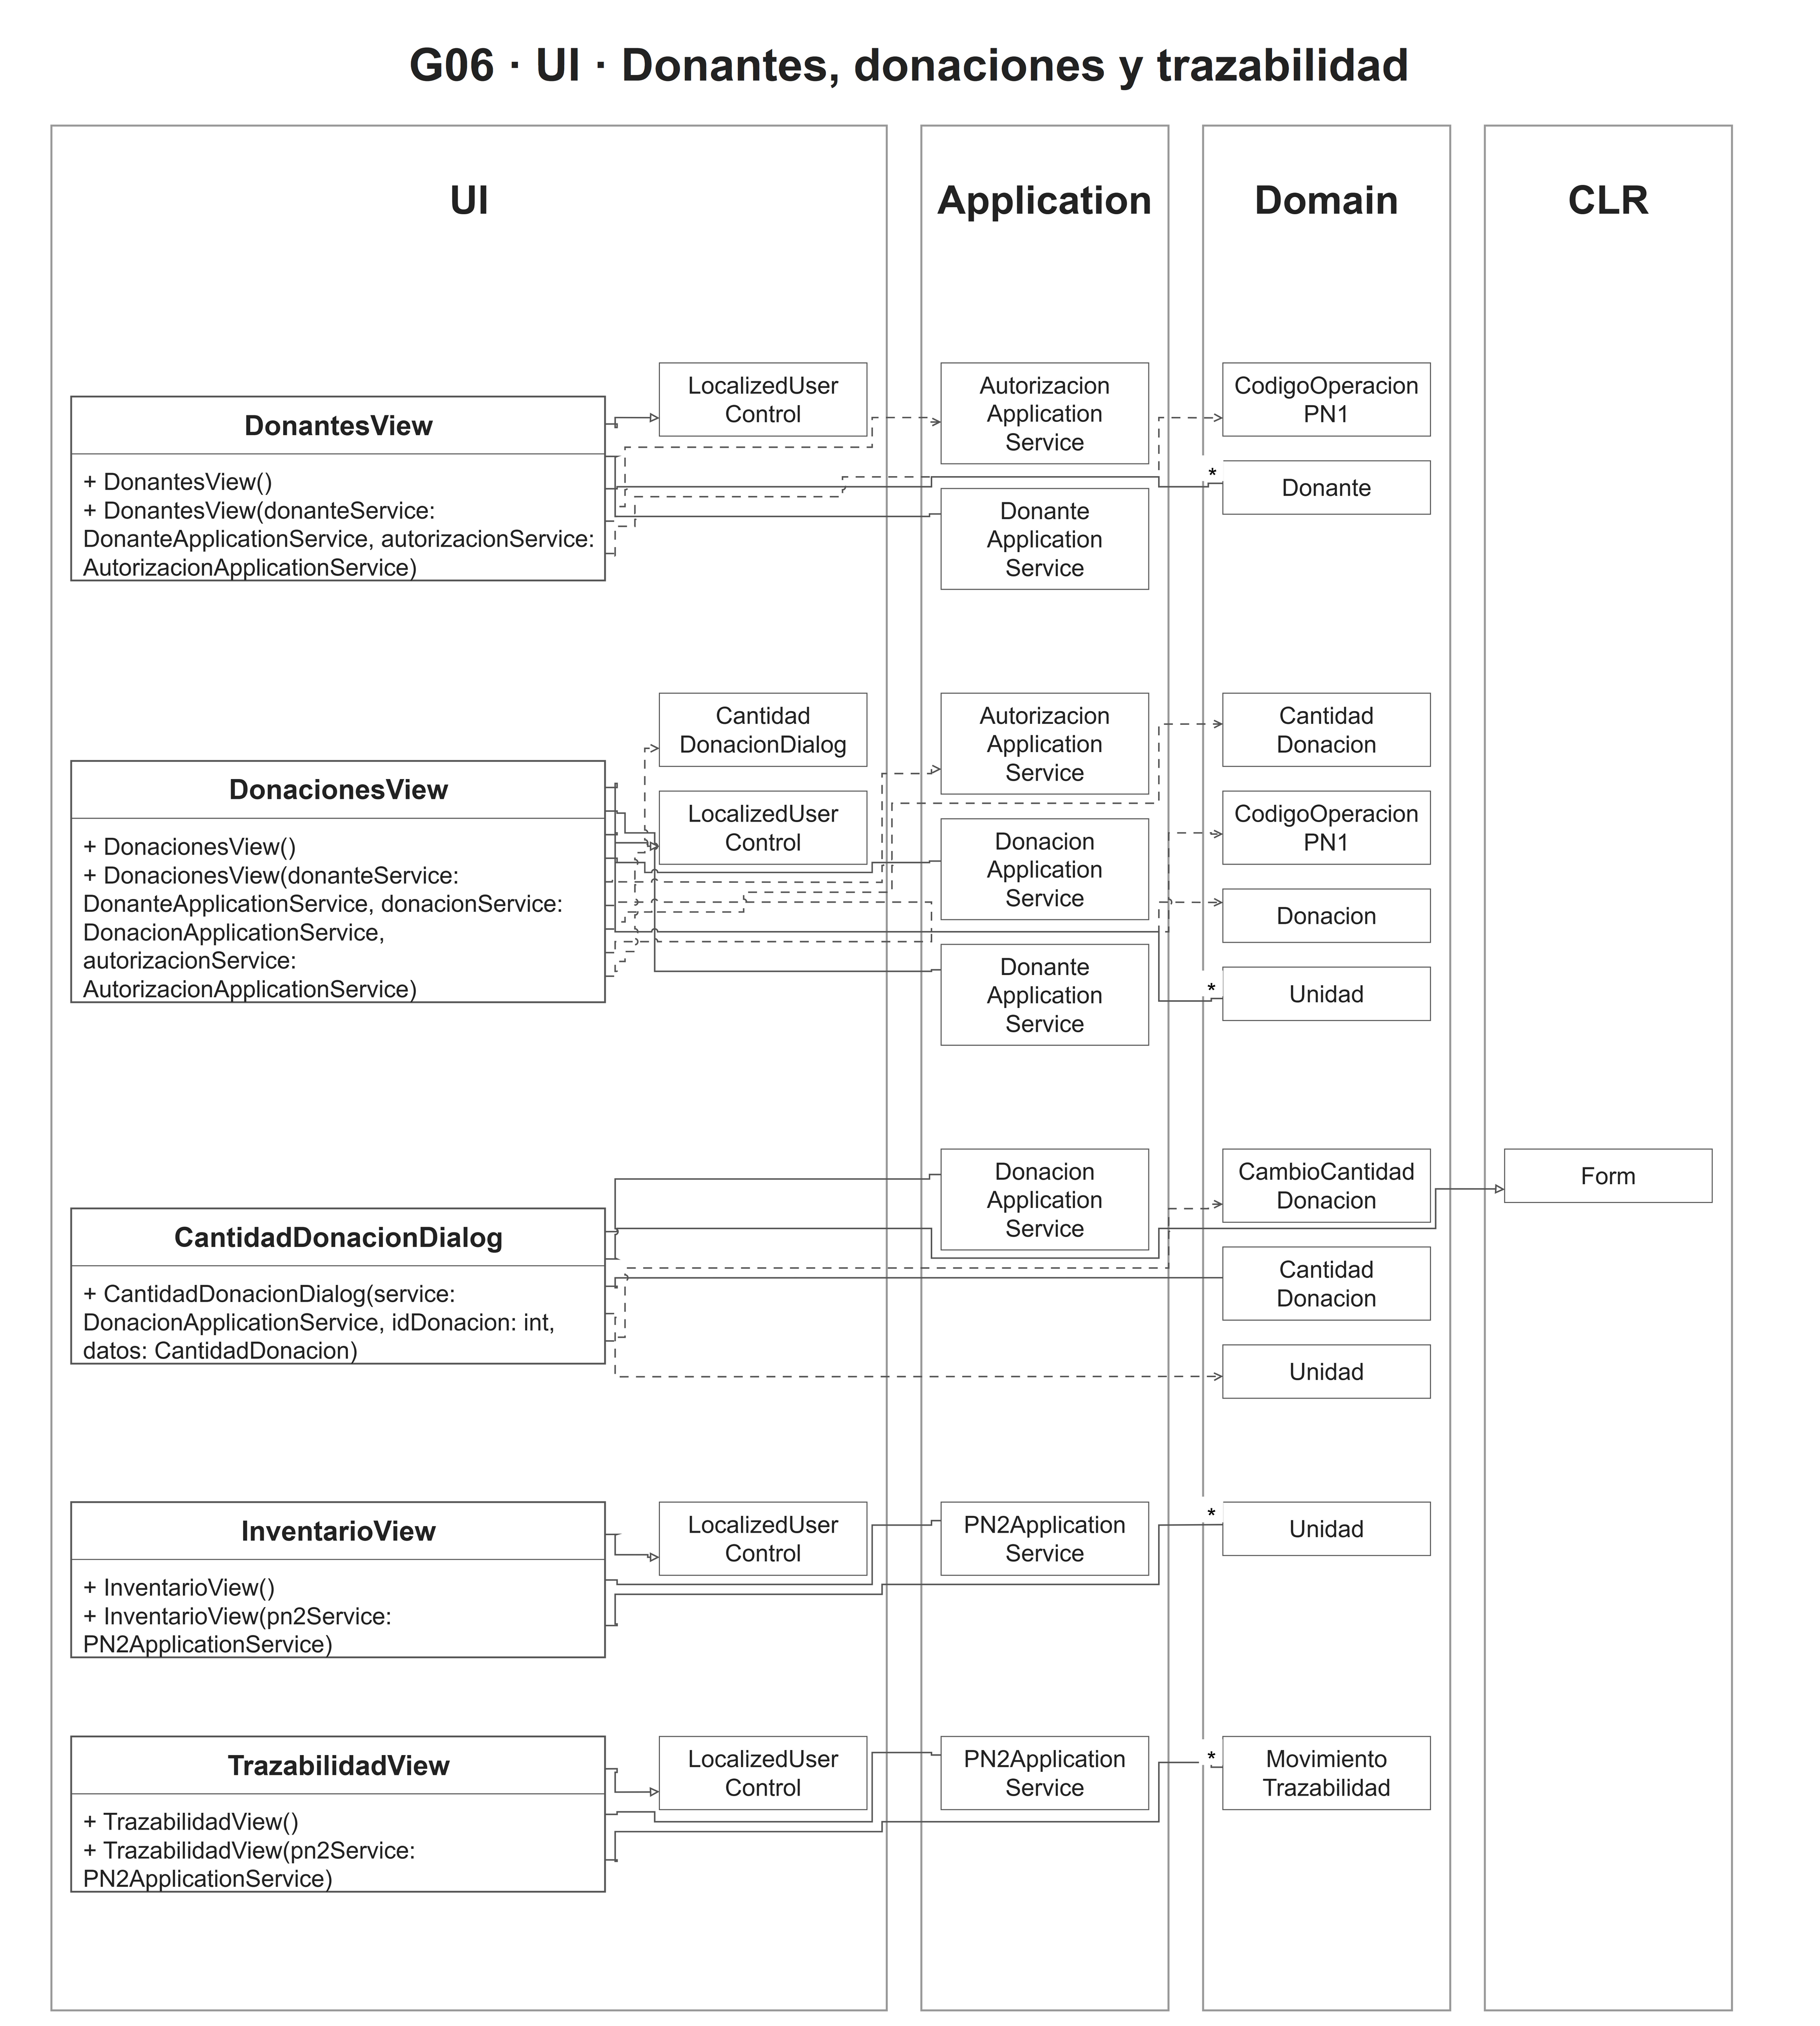 G06 · UI · Donantes, donaciones y trazabilidad
UI
Application
Domain
CLR
DonantesView
+ DonantesView()
+ DonantesView(donanteService:
DonanteApplicationService, autorizacionService:
AutorizacionApplicationService)
LocalizedUser
Control
Autorizacion
Application
Service
Donante
Application
Service
CodigoOperacion
PN1
*
Donante
DonacionesView
+ DonacionesView()
+ DonacionesView(donanteService:
DonanteApplicationService, donacionService:
DonacionApplicationService,
autorizacionService:
AutorizacionApplicationService)
Cantidad
DonacionDialog
LocalizedUser
Control
Autorizacion
Application
Service
Donacion
Application
Service
Donante
Application
Service
Cantidad
Donacion
CodigoOperacion
PN1
Donacion
*
Unidad
CantidadDonacionDialog
+ CantidadDonacionDialog(service:
DonacionApplicationService, idDonacion: int,
datos: CantidadDonacion)
Donacion
Application
Service
CambioCantidad
Donacion
Cantidad
Donacion
Unidad
Form
InventarioView
+ InventarioView()
+ InventarioView(pn2Service:
PN2ApplicationService)
LocalizedUser
Control
PN2Application
Service
*
Unidad
TrazabilidadView
+ TrazabilidadView()
+ TrazabilidadView(pn2Service:
PN2ApplicationService)
LocalizedUser
Control
PN2Application
Service
*
Movimiento
Trazabilidad